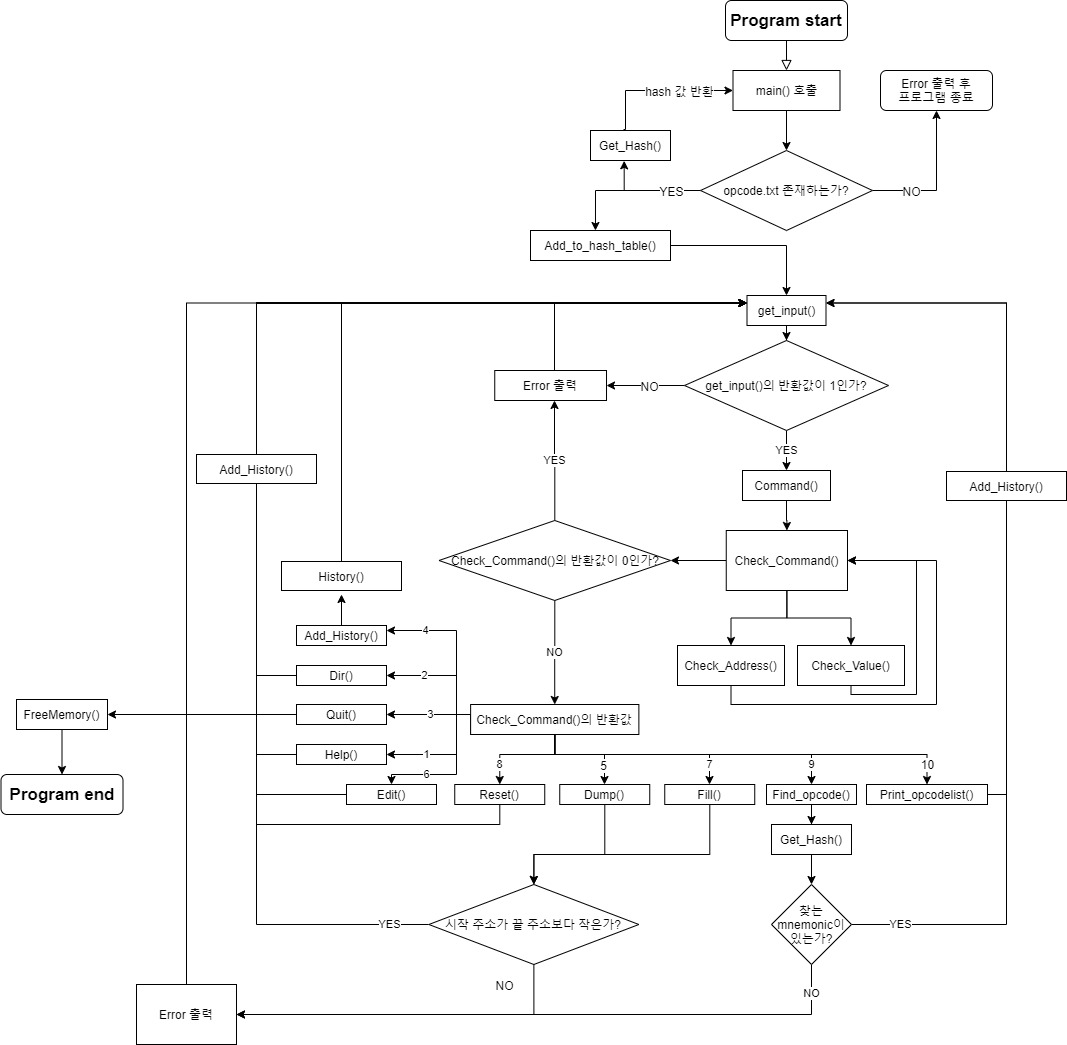 Program start
main() 호출
Error 출력 후
프로그램 종료
hash 값 반환
Get_Hash()
opcode.txt 존재하는가?
YES
NO
Add_to_hash_table()
get_input()
get_input()의 반환값이 1인가?
NO
Error 출력
YES
YES
Add_History()
Command()
Add_History()
Check_Command()의 반환값이 0인가?
Check_Command()
History()
Add_History()
4
NO
Check_Address()
Check_Value()
Dir()
2
FreeMemory()
Quit()
3
Check_Command()의 반환값
Help()
1
8
5
7
9
10
6
Program end
Edit()
Reset()
Dump()
Fill()
Find_opcode()
Print_opcodelist()
Get_Hash()
YES
시작 주소가 끝 주소보다 작은가?
찾는
mnemonic이
있는가?
YES
NO
NO
Error 출력